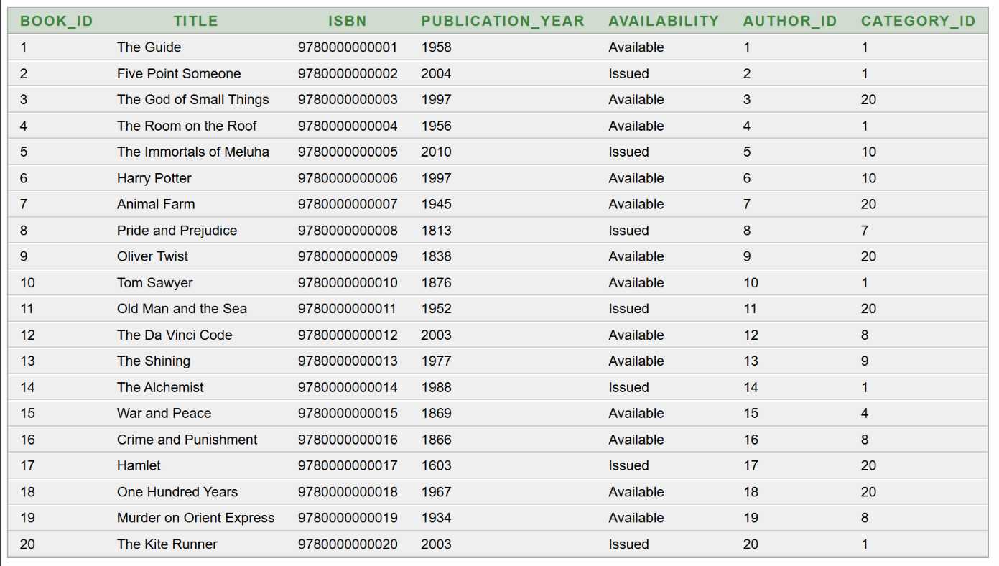 BOOK_ID TITLE ISBN PUBLICATION_YEAR AVAILABILITY AUTHOR_ID CATEGORY_ID
1 The Guide 9780000000001 1958 Available 1 1
2 Five Point Someone 9780000000002 2004 Issued 2 1
3 The God of Small Things 9780000000003 1997 Available 3 20
4 The Room on the Roof 9780000000004 1956 Available 4 1
5 The Immortals of Meluha 9780000000005 2010 Issued 5 10
6 Harry Potter 9780000000006 1997 Available 6 10
7 Animal Farm 9780000000007 1945 Available 7 20
8 Pride and Prejudice 9780000000008 1813 Issued 8 7
9 Oliver Twist 9780000000009 1838 Available 9 20
10 Tom Sawyer 9780000000010 1876 Available 10 1
11 Old Man and the Sea 9780000000011 1952 Issued 11 20
12 The Da Vinci Code 9780000000012 2003 Available 12 8
13 The Shining 9780000000013 1977 Available 13 9
14 The Alchemist 9780000000014 1988 Issued 14 1
15 War and Peace 9780000000015 1869 Available 15 4
16 Crime and Punishment 9780000000016 1866 Available 16 8
17 Hamlet 9780000000017 1603 Issued 17 20
18 One Hundred Years 9780000000018 1967 Available 18 20
19 Murder on Orient Express 9780000000019 1934 Available 19 8
20 The Kite Runner 9780000000020 2003 Issued 20 1